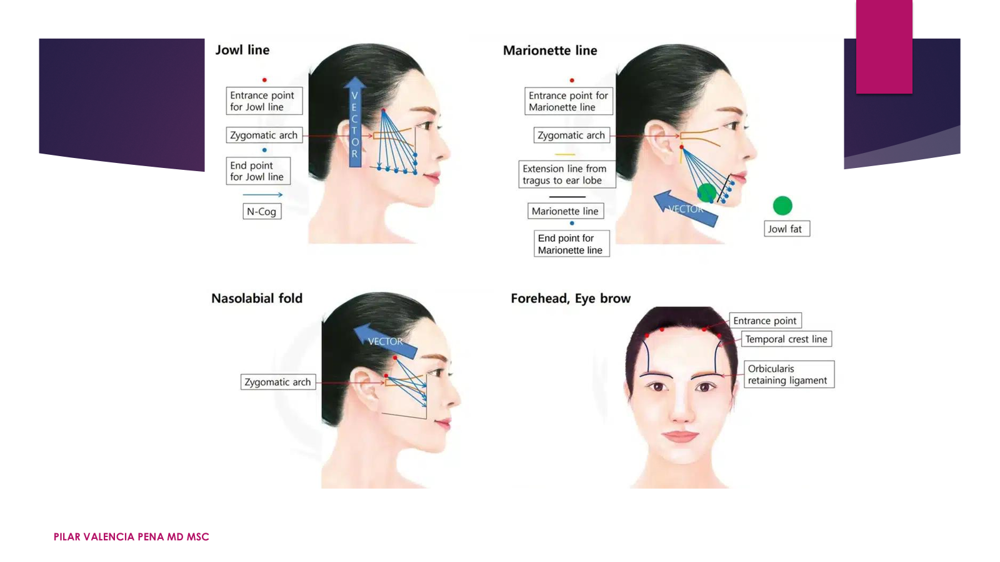 Jowl line
Entrance point
for Jowl line
Zygomatic arch
End point
for Jowl line
N-Cog
VECTOR
Marionette line
Entrance point for
Marionette line
Zygomatic arch
Extension line from
tragus to ear lobe
Marionette line
End point for
Marionette line
VECTOR
Jowl fat
Nasolabial fold
VECTOR
Zygomatic arch
Forehead, Eye brow
Entrance point
Temporal crest line
Orbicularis
retaining ligament
PILAR VALENCIA PENA MD MSC